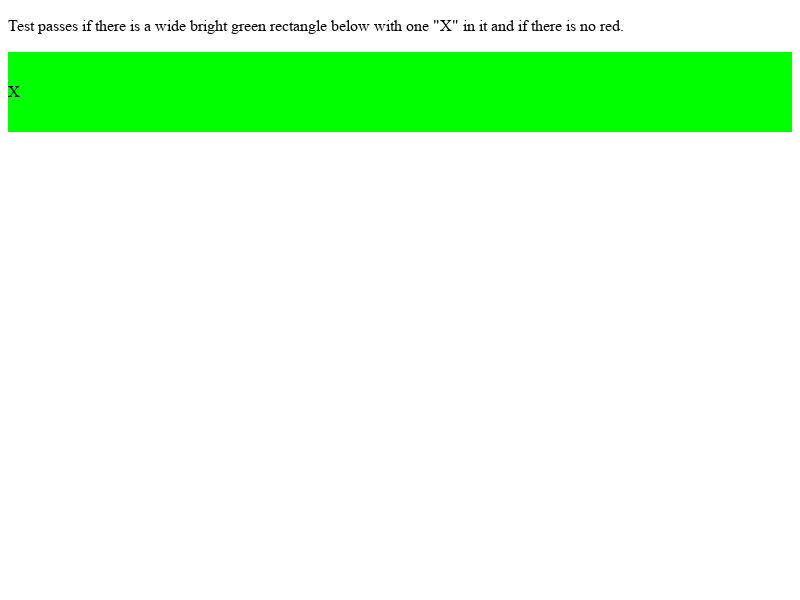 Test passes if there is a wide bright green rectangle below with one "X" in it and if there is no red.
X